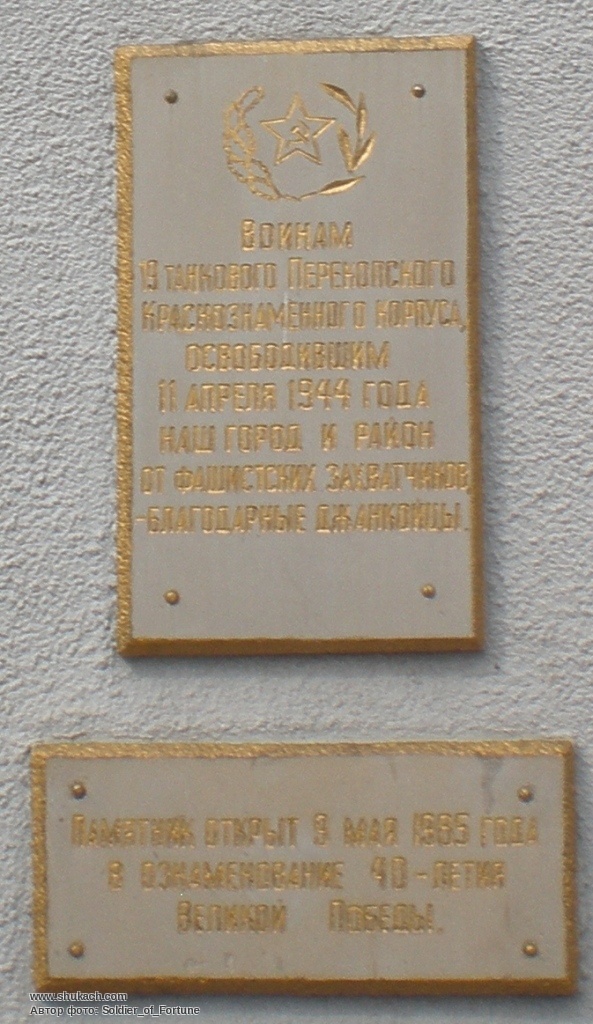 Воинам
19 танкового Перекопского
Краснознаменного корпуса,
освободившим
11 апреля 1944 года
наш город и район
от фашистских захватчиков,
-благодарные джанкойцы.
Памятник открыт 9 мая 1985 года
в ознаменование 40-летия
Великой Победы.
www.shukach.com
Автор фото: Soldier_of_Fortune